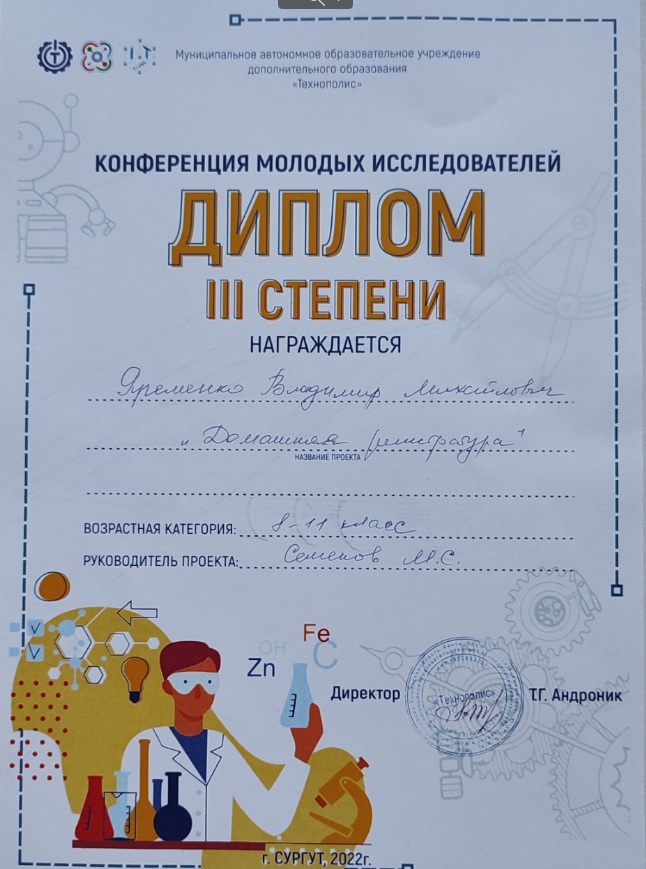 Муниципальное автономное образовательное учреждение
дополнительного образования
«Технополис»
КОНФЕРЕНЦИЯ МОЛОДЫХ ИССЛЕДОВАТЕЛЕЙ
ДИПЛОМ
III СТЕПЕНИ
НАГРАЖДАЕТСЯ
Яременко Владимир Михайлович
"Домашняя регистратура"
НАЗВАНИЕ ПРОЕКТА
ВОЗРАСТНАЯ КАТЕГОРИЯ: 8-11 класс
РУКОВОДИТЕЛЬ ПРОЕКТА: Семенов М.С.
Fe
OH
C
Zn
Директор «Технополис» Т.Г. Андроник
г. СУРГУТ, 2022г.